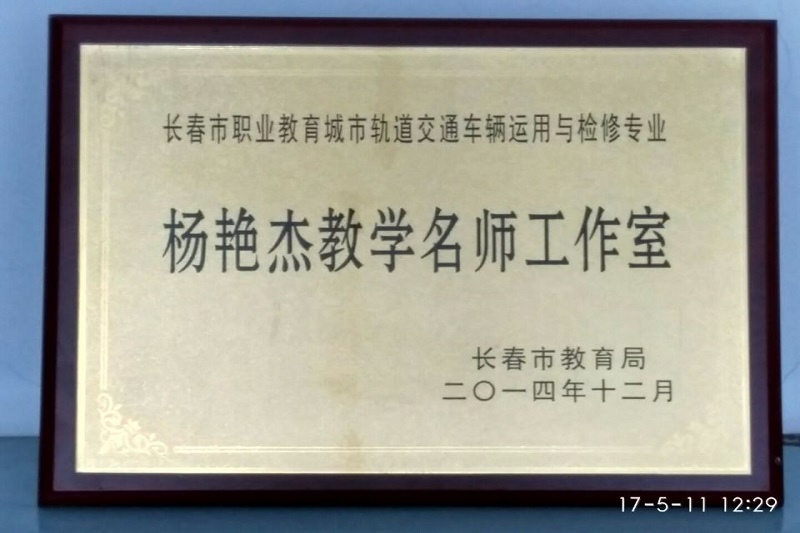 长春市职业教育城市轨道交通车辆运用与检修专业
杨艳杰教学名师工作室
长春市教育局
二〇一四年十二月
17-5-11 12:29